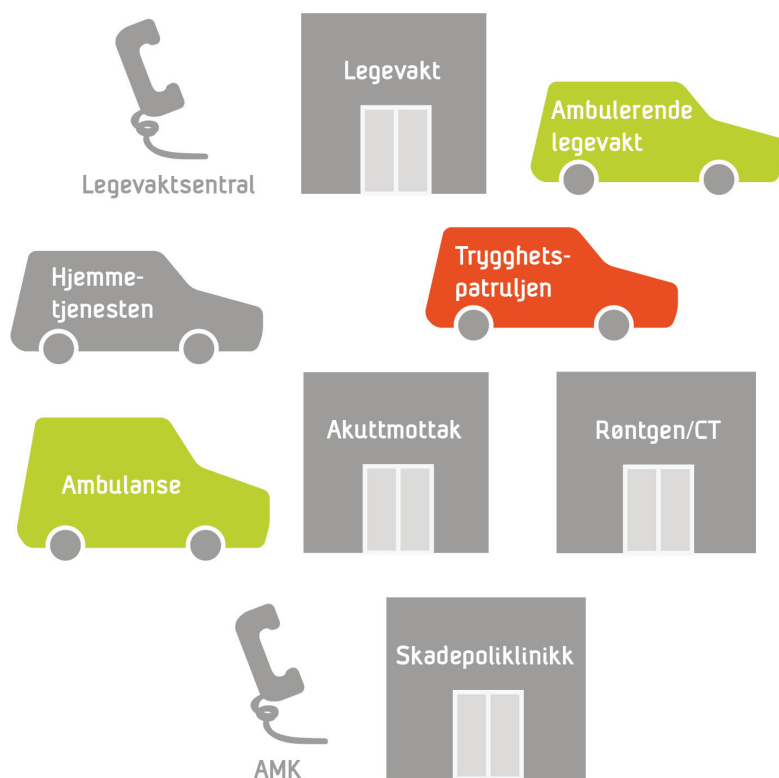 Legevakt
Ambulerende
legevakt
Legevaktsentral
Hjemme-
tjenesten
Trygghets-
patruljen
Ambulanse
Akuttmottak
Røntgen/CT
Skadepoliklinikk
AMK